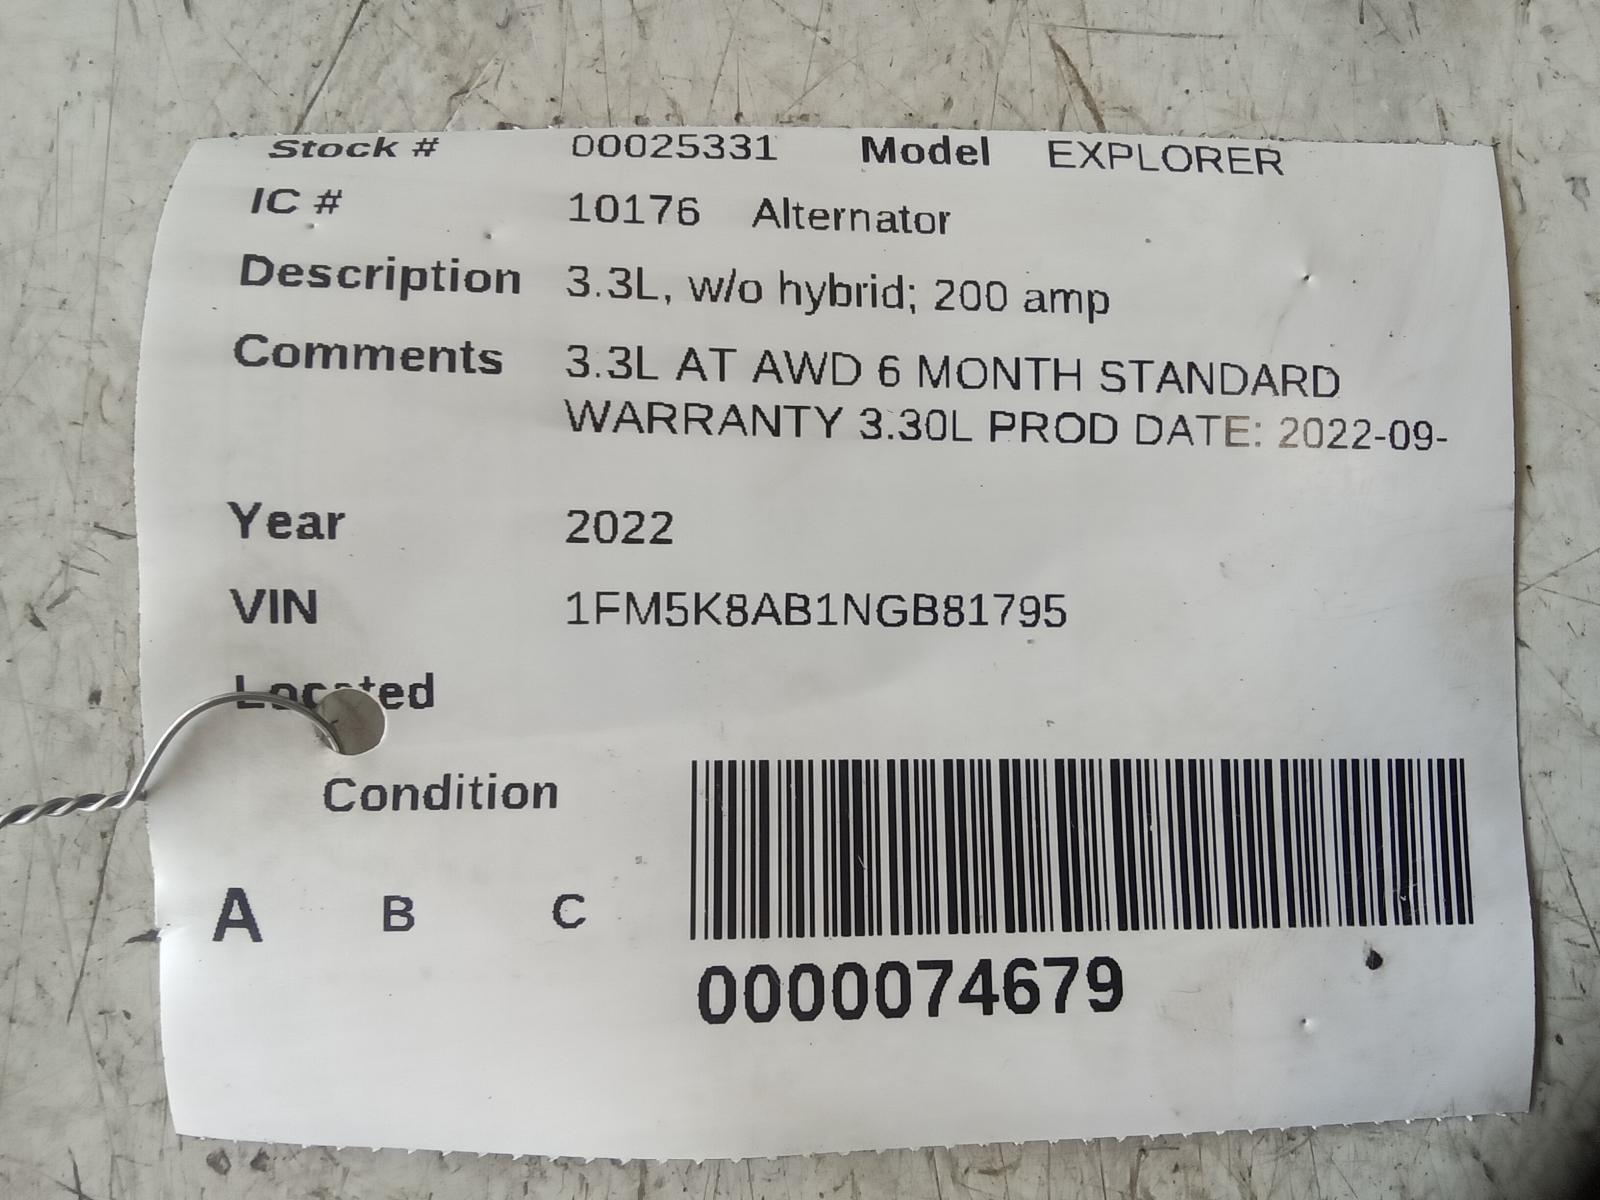 Stock # 00025331 Model EXPLORER
IC # 10176 Alternator
Description 3.3L, w/o hybrid; 200 amp
Comments 3.3L AT AWD 6 MONTH STANDARD
WARRANTY 3.30L PROD DATE: 2022-09-
Year 2022
VIN 1FM5K8AB1NGB81795
Located
Condition
A B C
0000074679